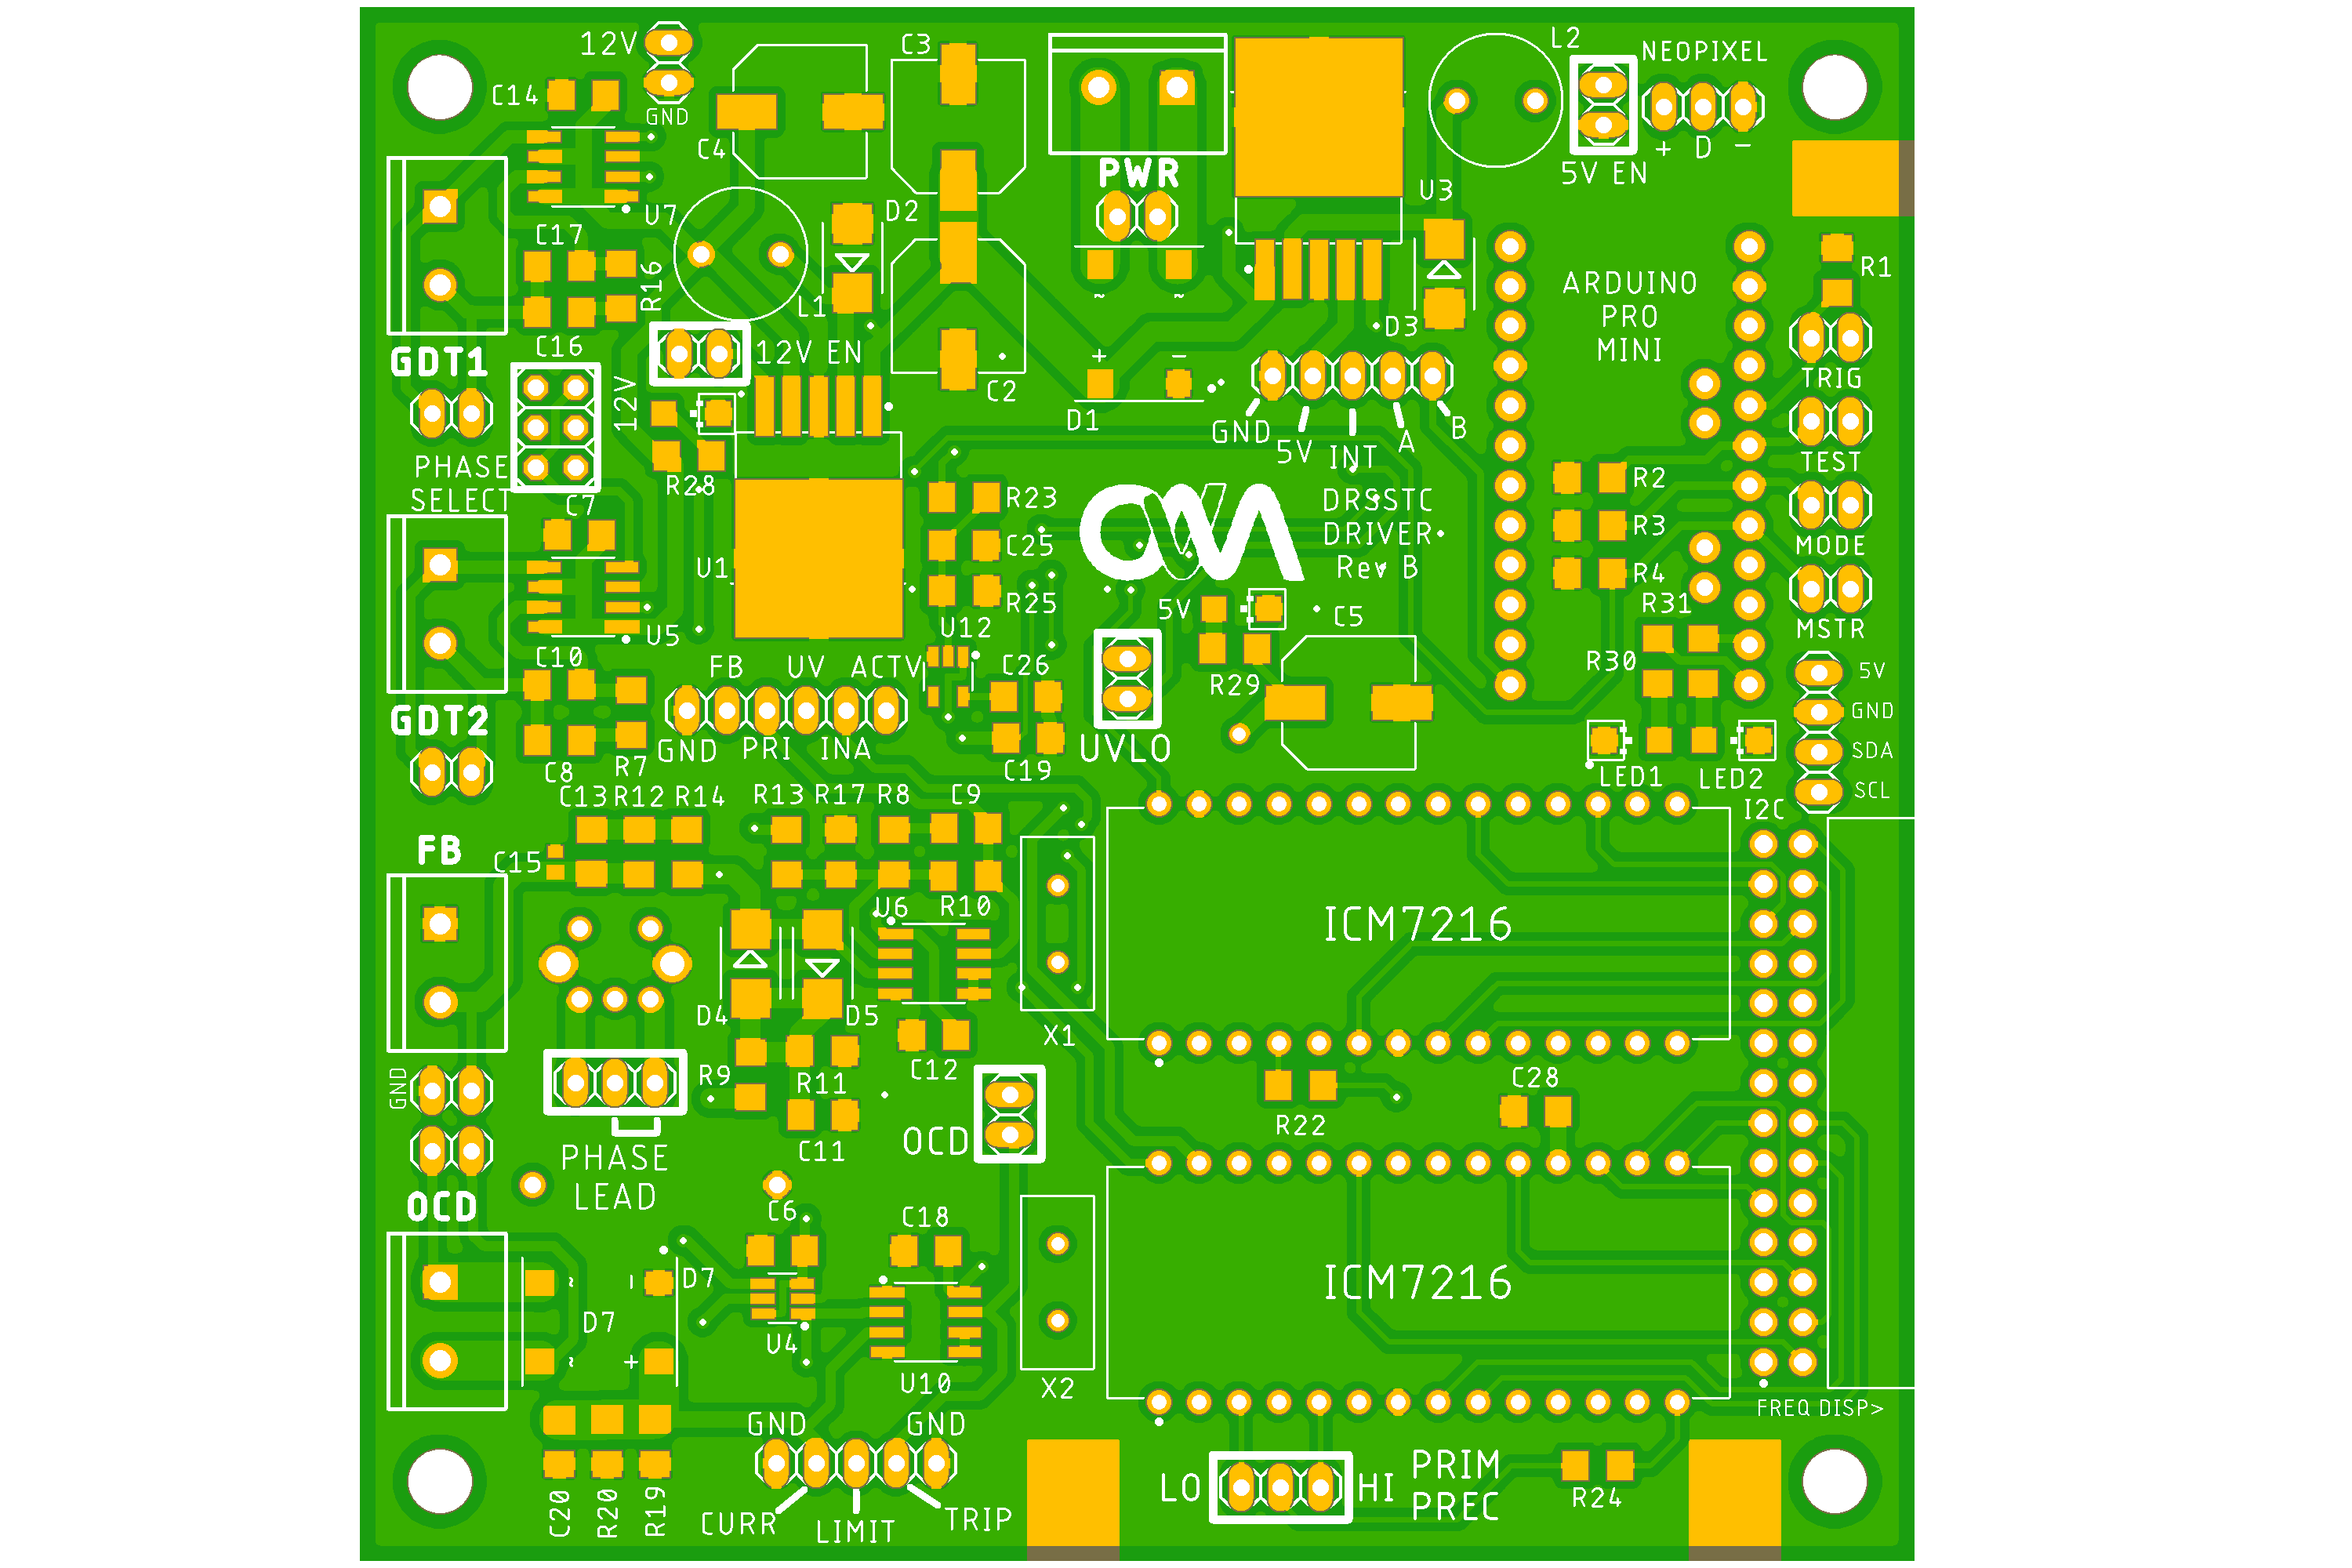 12V
C3
L2
NEOPIXEL
C14
GND
C4
+ D −
PWR
5V EN
U3
D2
U7
C17
R16
L1
ARDUINO
PRO
MINI
R1
~ ~
D3
C16
12V EN
+ −
GDT1
C2
TRIG
12V
D1
GND
5V
INT
A
B
PHASE
SELECT
R28
TEST
C7
R23
DRSSTC
DRIVER
Rev B
R2
R3
C25
MODE
U1
R4
R25
R31
5V
C5
U12
MSTR
U5
C10
FB UV ACTV
C26
R30
R29
5V
GND
SDA
SCL
GDT2
GND PRI INA
UVLO
C8
R7
C19
LED1
LED2
C13 R12 R14
R13 R17 R8 C9
I2C
FB
C15
U6
R10
ICM7216
D4
D5
X1
C12
R9
R11
GND
C28
R22
OCD
C11
PHASE
LEAD
OCD
C6
C18
D7
ICM7216
~ −
D7
U4
~ +
U10
X2
FREQ DISP>
GND
GND
PRIM
PREC
LO
HI
R24
C20
R20
R19
CURR
LIMIT
TRIP